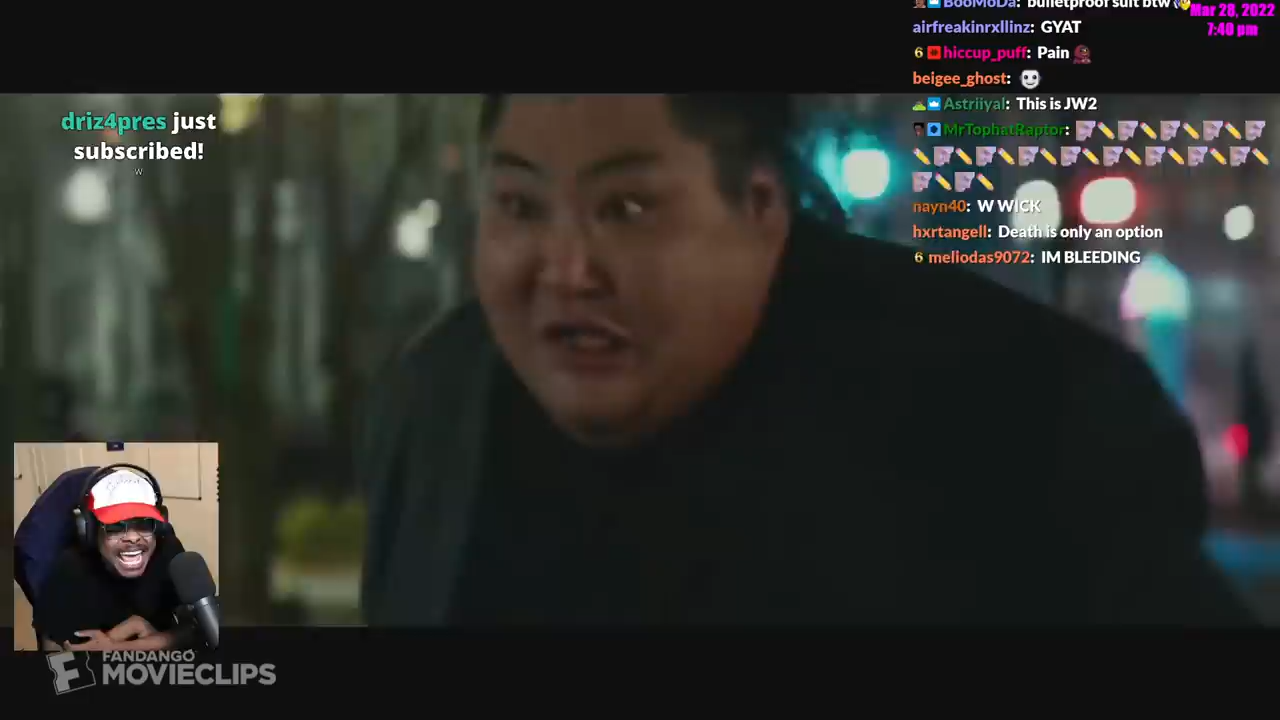 BooMoDa: bulletproof suit btw
Mar 28, 2022
7:40 pm
airfreakinrxllinz: GYAT
6 hiccup_puff: Pain
beigee_ghost:
Astriiyal: This is JW2
MrTophatRaptor:
nayn40: W WICK
hxrtangell: Death is only an option
6 meliodas9072: IM BLEEDING
driz4pres just
subscribed!
W
FANDANGO
MOVIECLIPS